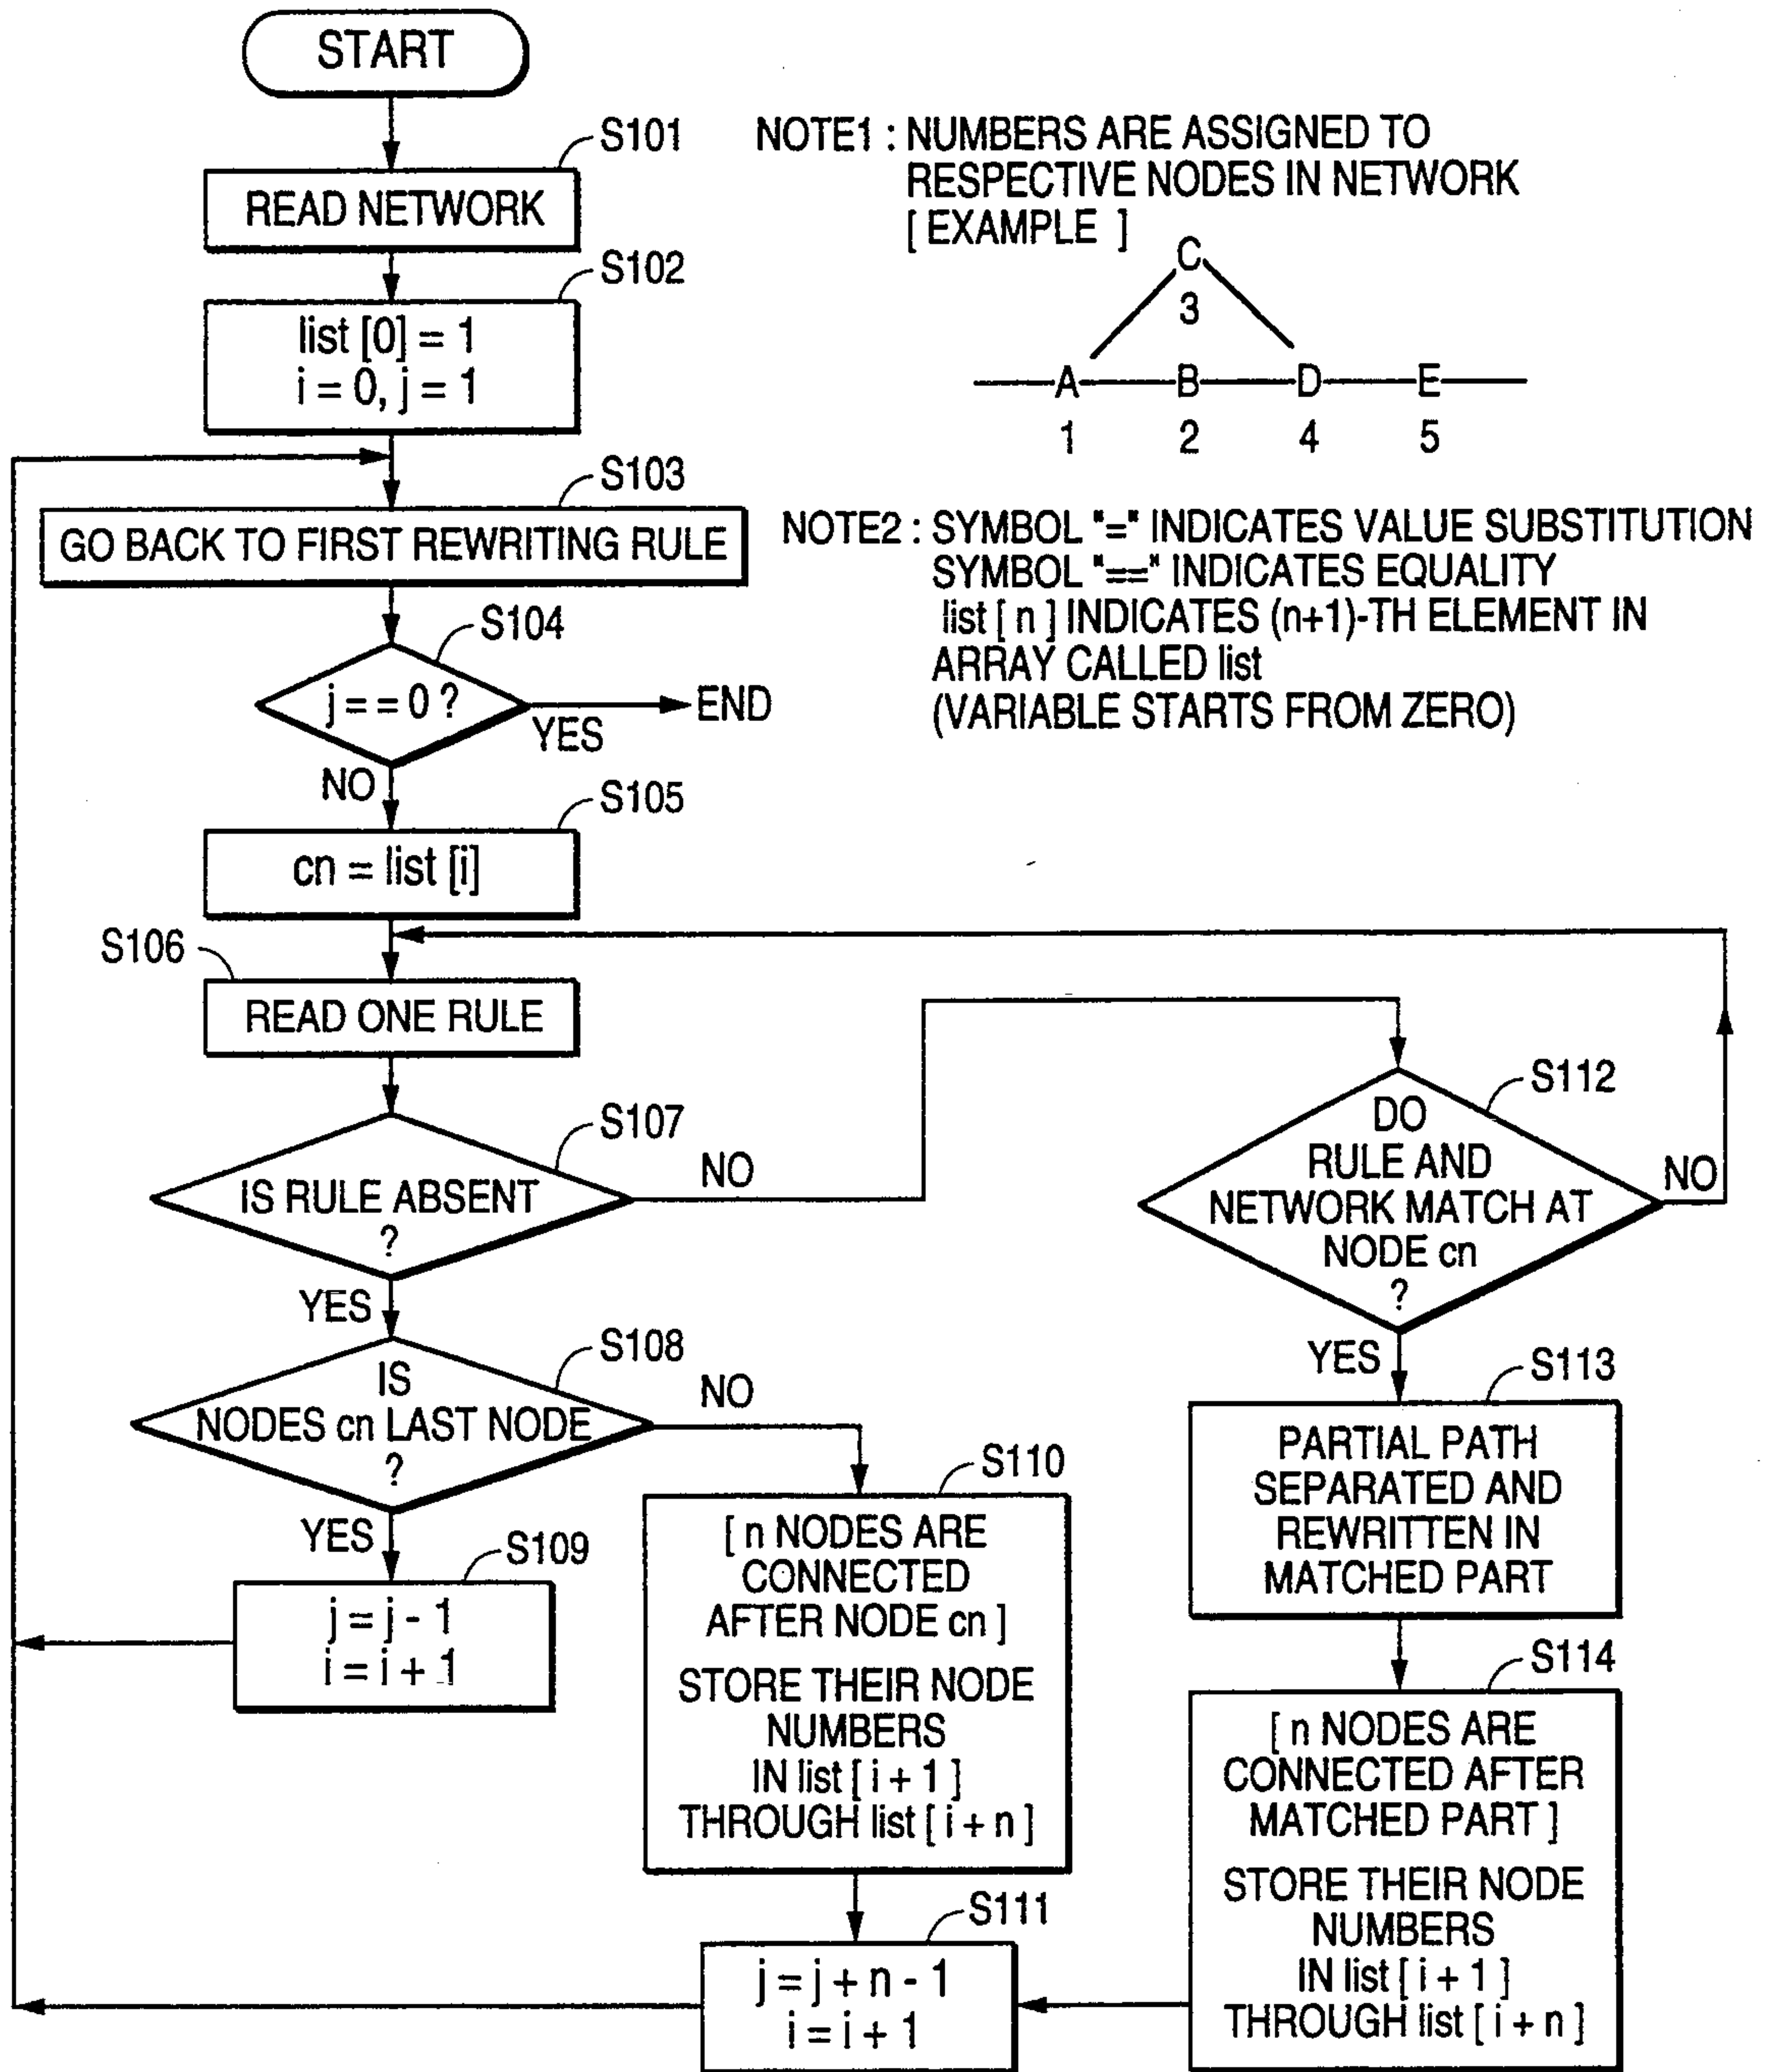 START
S101
READ NETWORK
S102
list [0] = 1
i = 0, j = 1
S103
GO BACK TO FIRST REWRITING RULE
S104
j == 0 ?
YES
END
NO
S105
cn = list [i]
S106
READ ONE RULE
S107
IS RULE ABSENT
?
NO
YES
S108
IS
NODES cn LAST NODE
?
NO
YES
S109
j = j - 1
i = i + 1
S110
[ n NODES ARE
CONNECTED
AFTER NODE cn ]
STORE THEIR NODE
NUMBERS
IN list [ i + 1 ]
THROUGH list [ i + n ]
S111
j = j + n - 1
i = i + 1
S112
DO
RULE AND
NETWORK MATCH AT
NODE cn
?
NO
YES
S113
PARTIAL PATH
SEPARATED AND
REWRITTEN IN
MATCHED PART
S114
[ n NODES ARE
CONNECTED AFTER
MATCHED PART ]
STORE THEIR NODE
NUMBERS
IN list [ i + 1 ]
THROUGH list [ i + n ]
NOTE1 : NUMBERS ARE ASSIGNED TO
RESPECTIVE NODES IN NETWORK
[ EXAMPLE ]
C
3
A B D E
1 2 4 5
NOTE2 : SYMBOL "=" INDICATES VALUE SUBSTITUTION
SYMBOL "==" INDICATES EQUALITY
list [ n ] INDICATES (n+1)-TH ELEMENT IN
ARRAY CALLED list
(VARIABLE STARTS FROM ZERO)